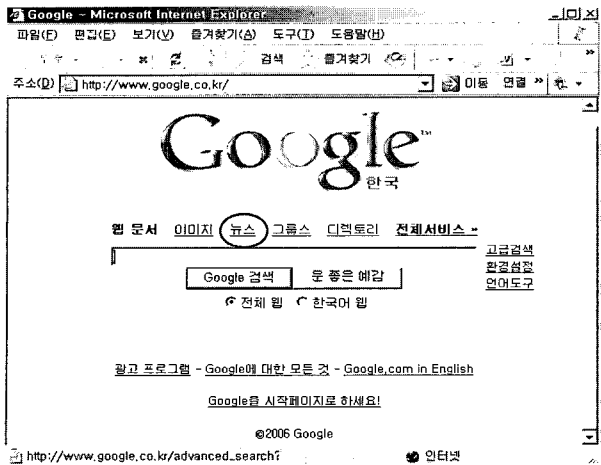 Google - Microsoft Internet Explorer
파일(F) 편집(E) 보기(V) 즐겨찾기(A) 도구(T) 도움말(H)
검색 즐겨찾기
주소(D) http://www.google.co.kr/ 이동 연결 »
Google™
한국
웹 문서 이미지 뉴스 그룹스 디렉토리 전체서비스 »
고급검색
Google 검색 운 좋은 예감 환경설정
전체 웹 한국어 웹 언어도구
광고 프로그램 - Google에 대한 모든 것 - Google.com in English
Google을 시작페이지로 하세요!
©2006 Google
http://www.google.co.kr/advanced_search? 인터넷